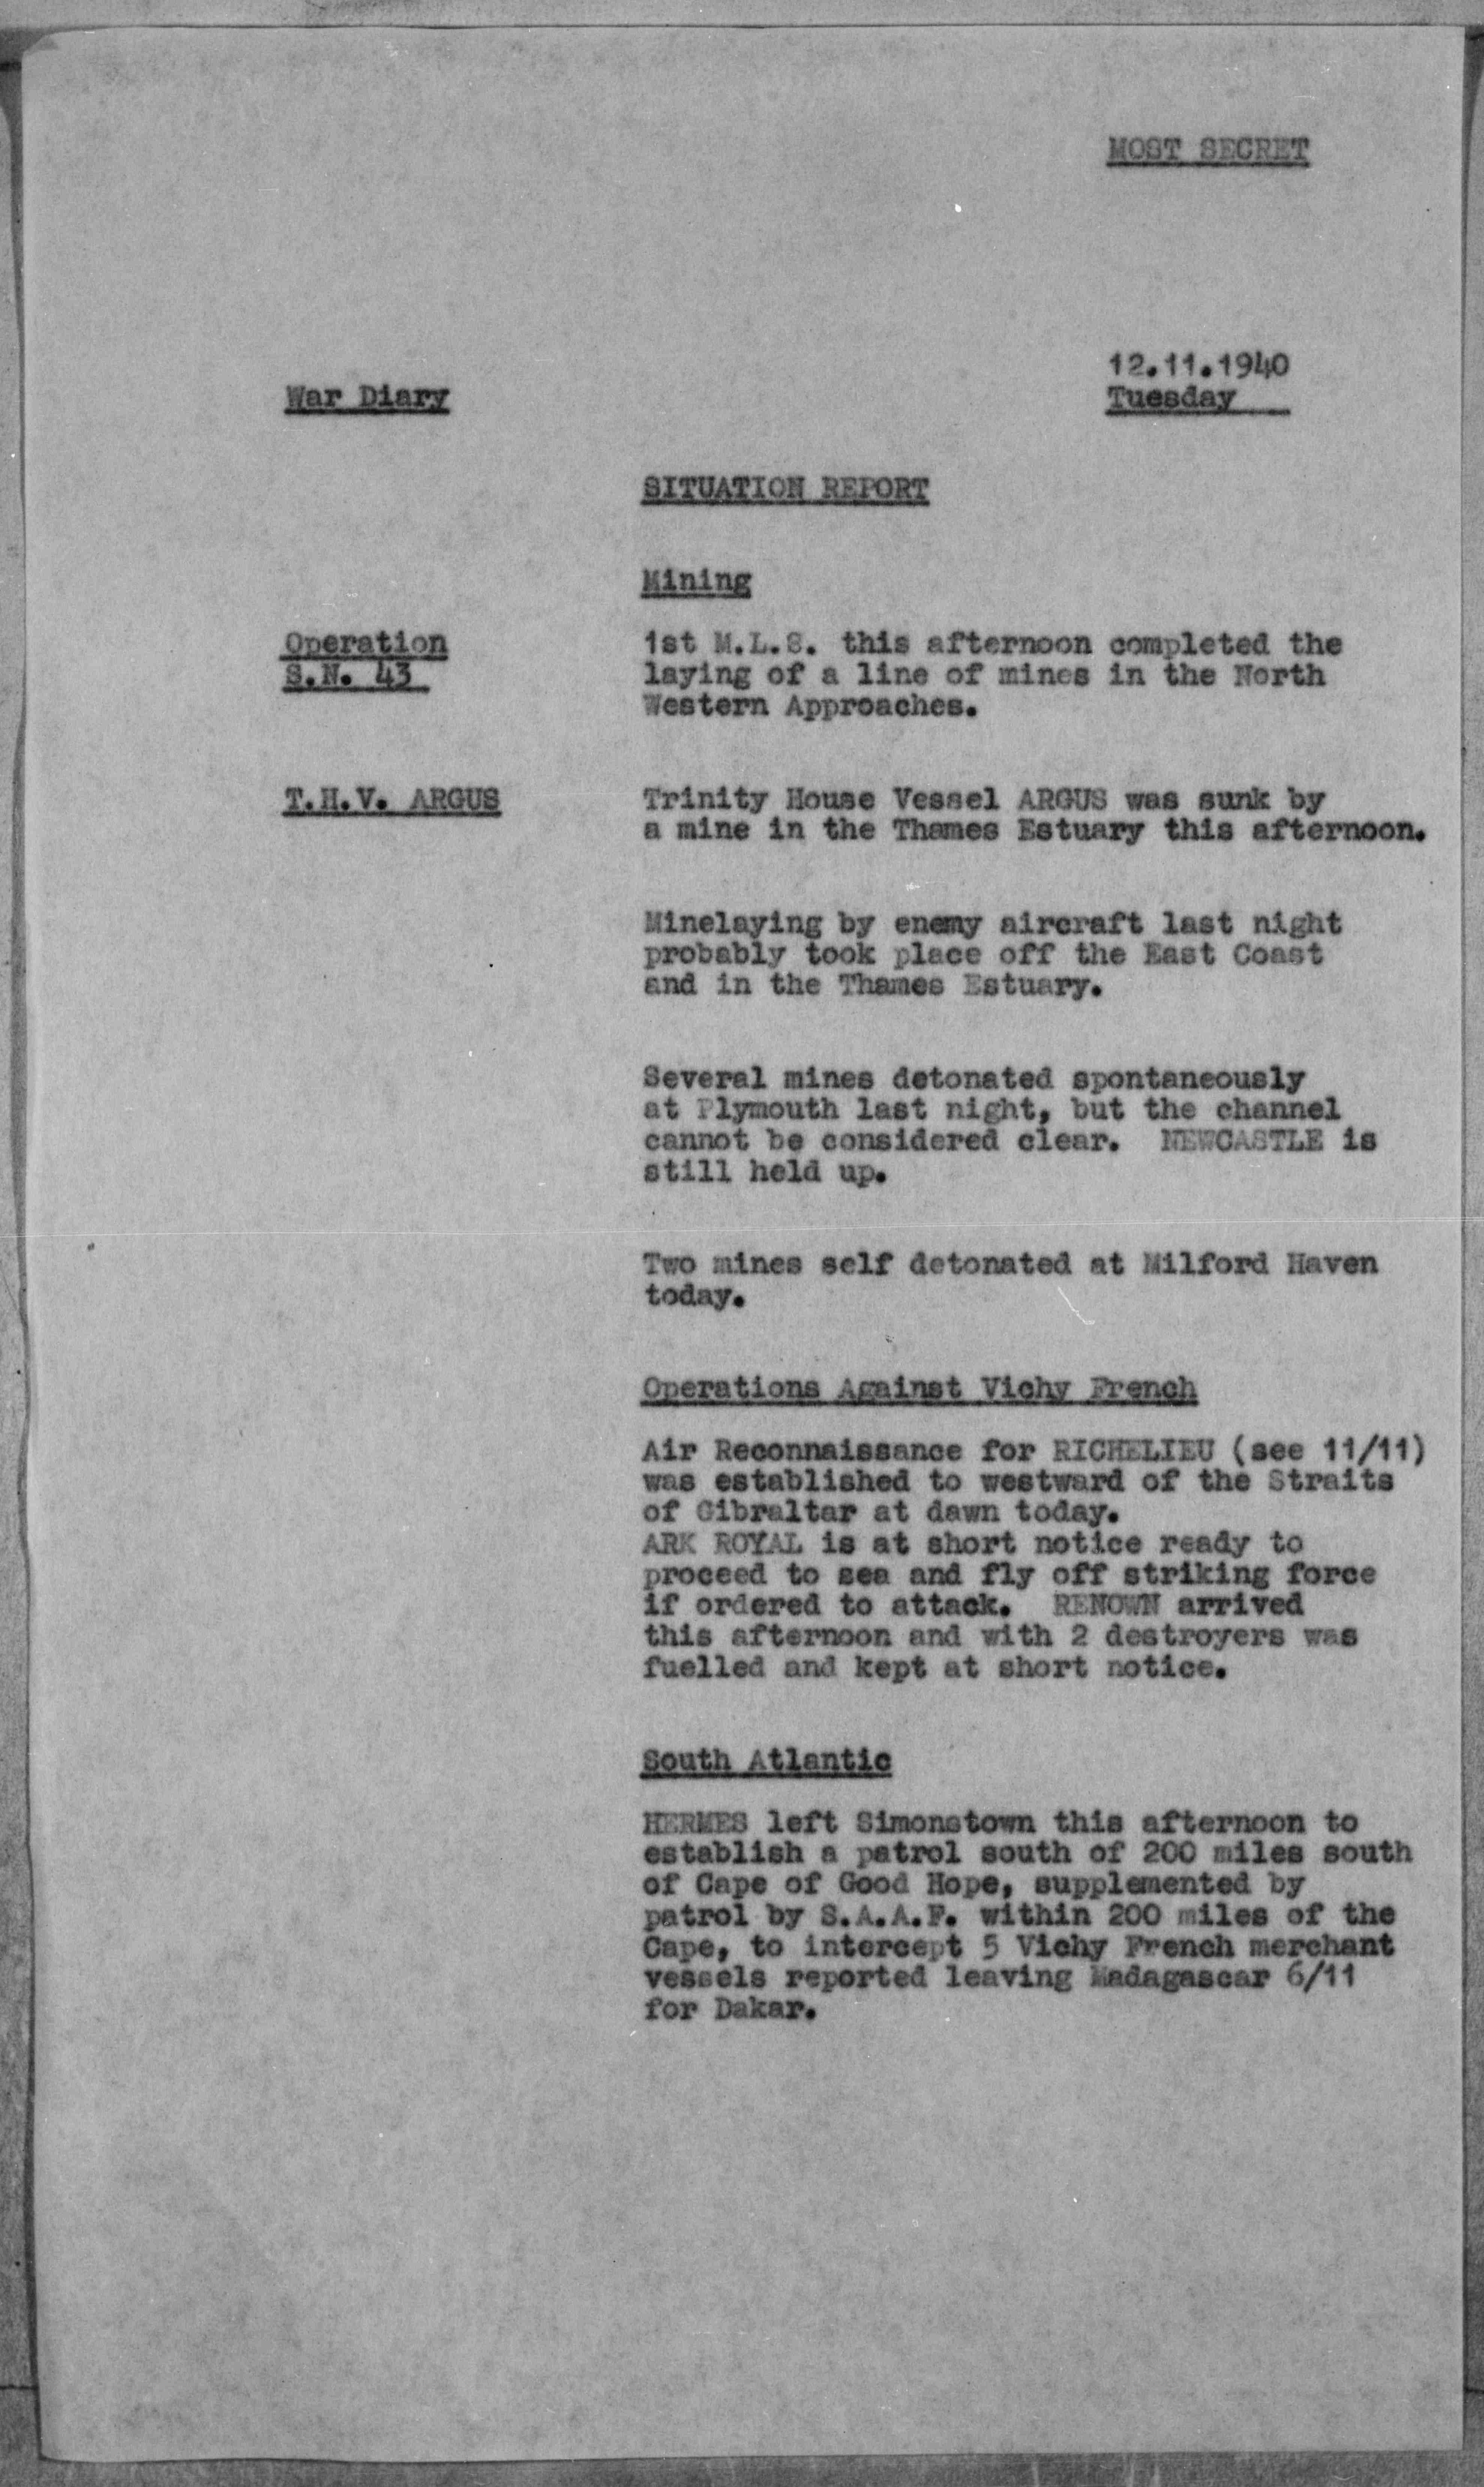 MOST SECRET
12.11.1940
War Diary
Tuesday
SITUATION REPORT
Mining
Operation
S.N. 43
1st M.L.S. this afternoon completed the
laying of a line of mines in the North
Western Approaches.
T.H.V. ARGUS
Trinity House Vessel ARGUS was sunk by
a mine in the Thames Estuary this afternoon.
Minelaying by enemy aircraft last night
probably took place off the East Coast
and in the Thames Estuary.
Several mines detonated spontaneously
at Plymouth last night, but the channel
cannot be considered clear. NEWCASTLE is
still held up.
Two mines self detonated at Milford Haven
today.
Operations Against Vichy French
Air Reconnaissance for RICHELIEU (see 11/11)
was established to westward of the Straits
of Gibraltar at dawn today.
ARK ROYAL is at short notice ready to
proceed to sea and fly off striking force
if ordered to attack. RENOWN arrived
this afternoon and with 2 destroyers was
fuelled and kept at short notice.
South Atlantic
HERMES left Simonstown this afternoon to
establish a patrol south of 200 miles south
of Cape of Good Hope, supplemented by
patrol by S.A.A.F. within 200 miles of the
Cape, to intercept 5 Vichy French merchant
vessels reported leaving Madagascar 6/11
for Dakar.